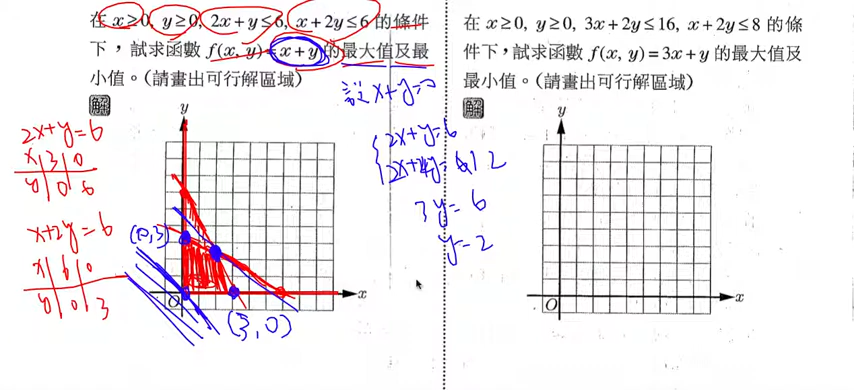 在 x≥0, y≥0, 2x+y≤6, x+2y≤6 的條件
下，試求函數 f(x, y)=x+y 的最大值及最
小值。(請畫出可行解區域)
解
設 x+y=0
2x+y=6
x 3 0
y 0 6
x+2y=6
x 6 0
y 0 3
y
(0,3)
O
x
(3,0)
2x+y=6
2x+4y=12
3y=6
y=2
在 x≥0, y≥0, 3x+2y≤16, x+2y≤8 的條
件下，試求函數 f(x, y)=3x+y 的最大值及
最小值。(請畫出可行解區域)
解
y
O
x